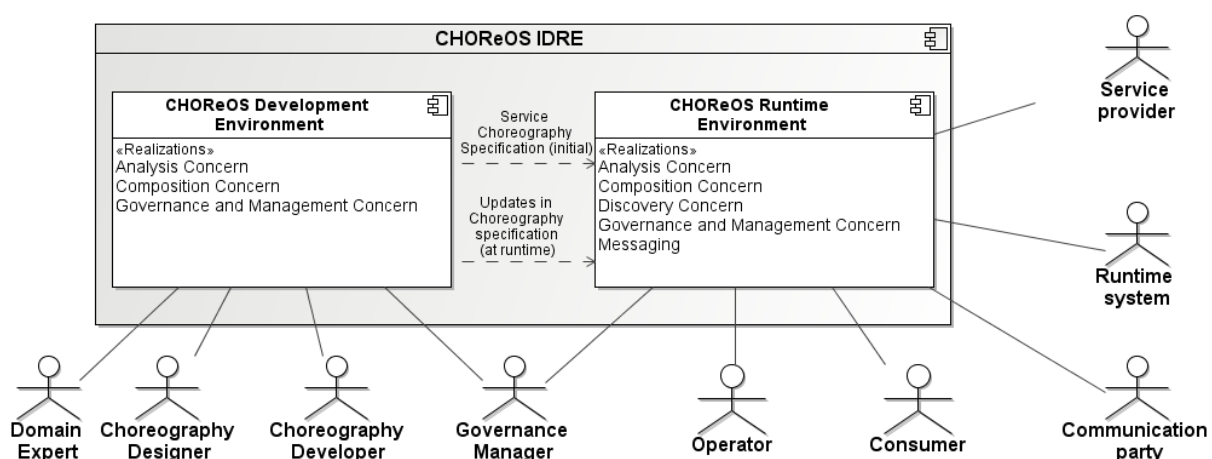 CHOReOS IDRE
CHOReOS Development
Environment
«Realizations»
Analysis Concern
Composition Concern
Governance and Management Concern
Service
Choreography
Specification (initial)
Updates in
Choreography
specification
(at runtime)
CHOReOS Runtime
Environment
«Realizations»
Analysis Concern
Composition Concern
Discovery Concern
Governance and Management Concern
Messaging
Service
provider
Runtime
system
Domain
Expert
Choreography
Designer
Choreography
Developer
Governance
Manager
Operator
Consumer
Communication
party